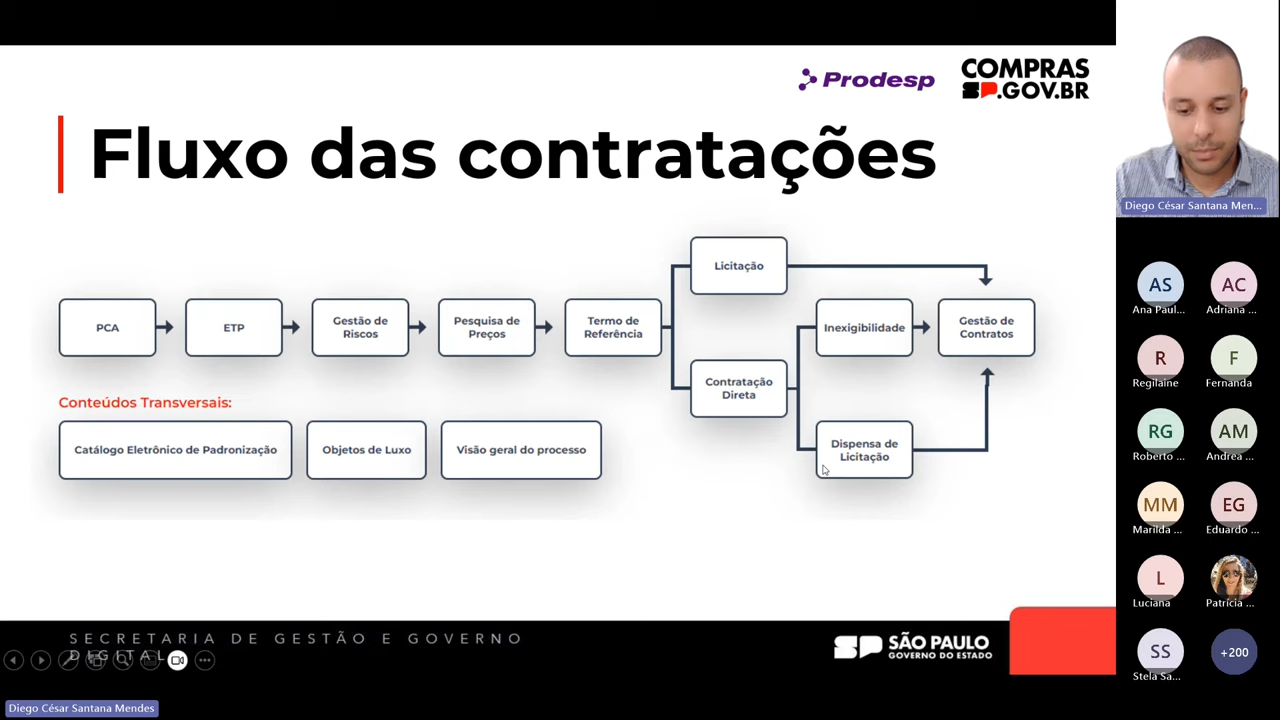 Prodesp
COMPRAS
SP.GOV.BR
Fluxo das contratações
PCA
ETP
Gestão de
Riscos
Pesquisa de
Preços
Termo de
Referência
Licitação
Contratação
Direta
Inexigibilidade
Dispensa de
Licitação
Gestão de
Contratos
Conteúdos Transversais:
Catálogo Eletrônico de Padronização
Objetos de Luxo
Visão geral do processo
SECRETARIA DE GESTÃO E GOVERNO
DIGITAL
SP SÃO PAULO
GOVERNO DO ESTADO
Diego César Santana Mendes
Diego César Santana Men...
AS
Ana Paul...
AC
Adriana ...
R
Regilaine
F
Fernanda
RG
Roberto ...
AM
Andrea ...
MM
Marilda ...
EG
Eduardo ...
L
Luciana
Patrícia ...
SS
Stela Sa...
+200